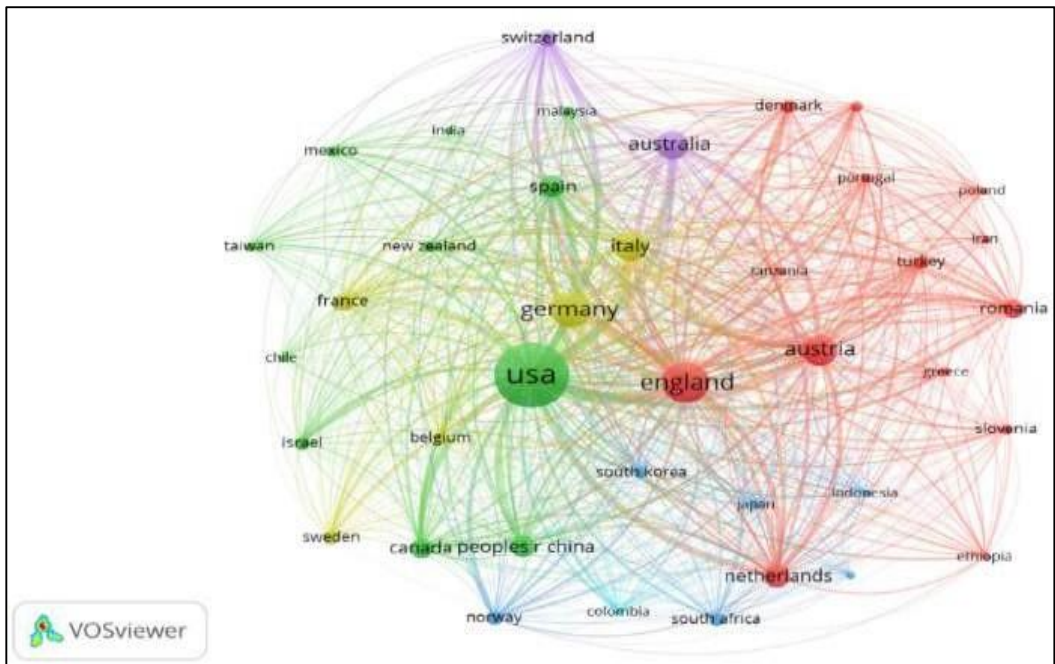 switzerland
denmark
malaysia
india
australia
mexico
portugal
spain
poland
taiwan
new zealand
italy
iran
turkey
tanzania
france
germany
romania
austria
chile
usa
england
greece
slovenia
israel
belgium
south korea
japan
indonesia
sweden
canada
peoples r china
netherlands
ethiopia
norway
colombia
south africa
VOSviewer